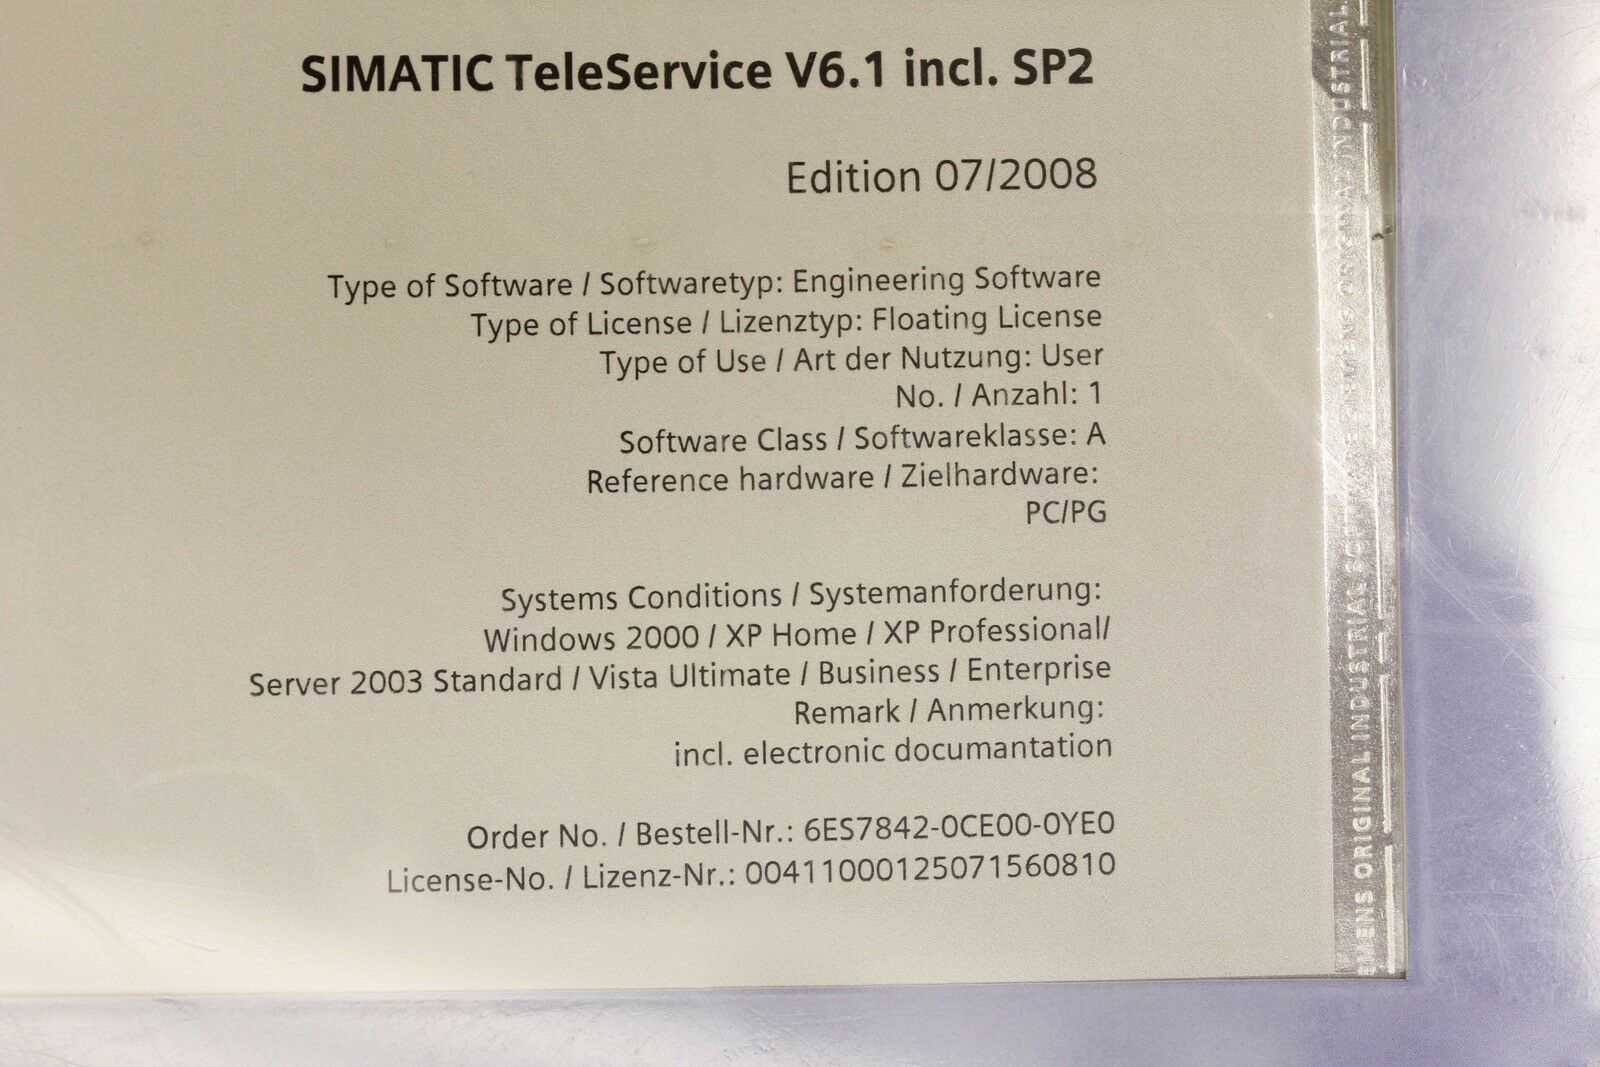 SIMATIC TeleService V6.1 incl. SP2
Edition 07/2008
Type of Software / Softwaretyp: Engineering Software
Type of License / Lizenztyp: Floating License
Type of Use / Art der Nutzung: User
No. / Anzahl: 1
Software Class / Softwareklasse: A
Reference hardware / Zielhardware:
PC/PG
Systems Conditions / Systemanforderung:
Windows 2000 / XP Home / XP Professional/
Server 2003 Standard / Vista Ultimate / Business / Enterprise
Remark / Anmerkung:
incl. electronic documantation
Order No. / Bestell-Nr.: 6ES7842-0CE00-0YE0
License-No. / Lizenz-Nr.: 00411000125071560810
ORIGINAL INDUSTRIAL
INDUSTRIAL